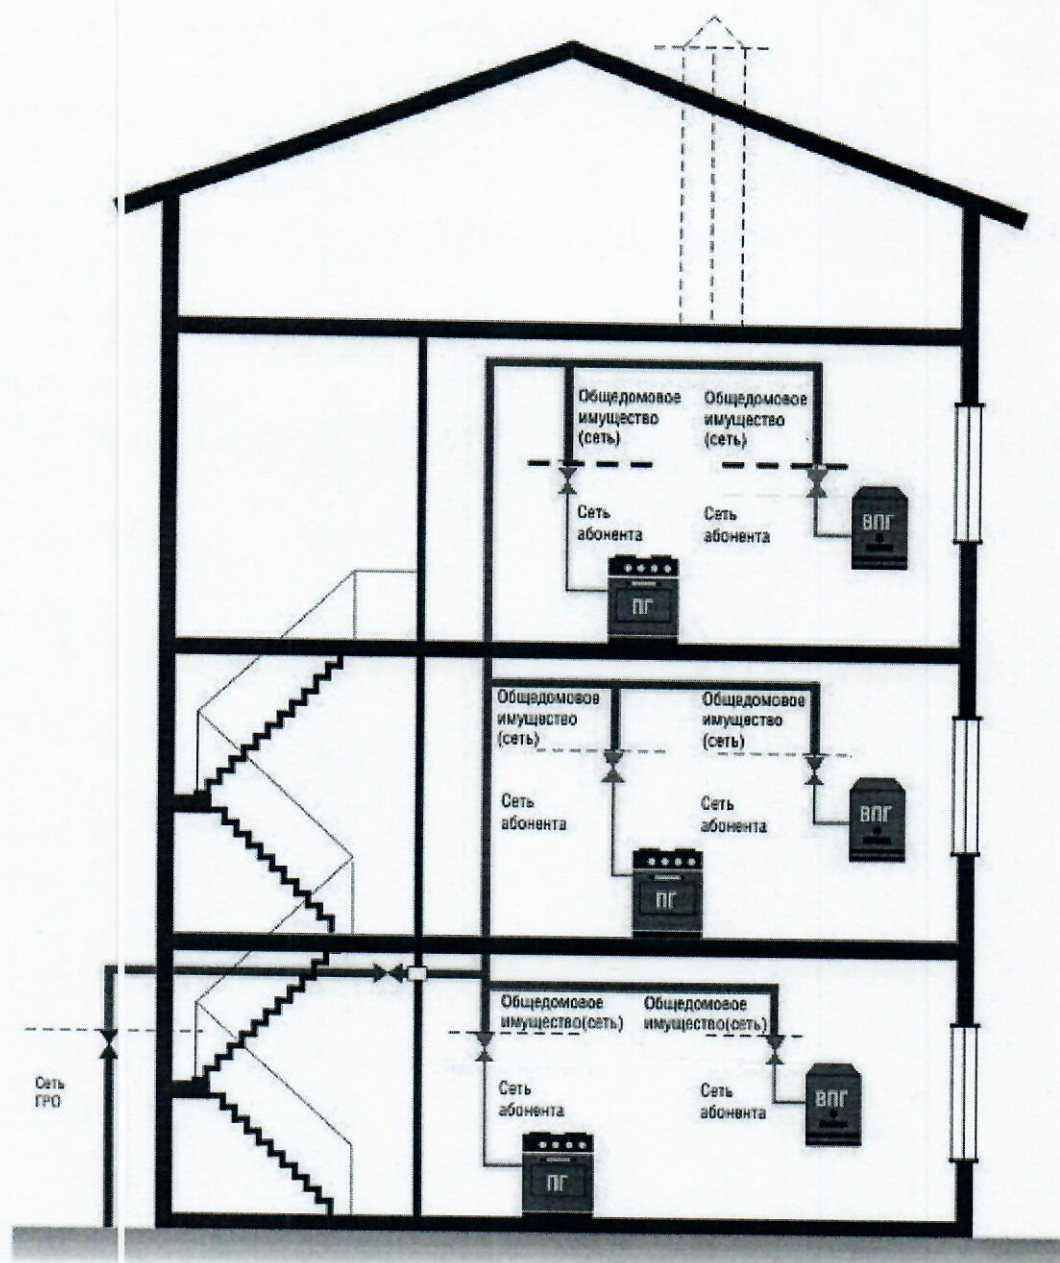 Общедомовое
имущество
(сеть)
Общедомовое
имущество
(сеть)
Сеть
абонента
Сеть
абонента
ВПГ
ПГ
Общедомовое
имущество
(сеть)
Общедомовое
имущество
(сеть)
Сеть
абонента
Сеть
абонента
ВПГ
ПГ
Общедомовое
имущество(сеть)
Общедомовое
имущество(сеть)
Сеть
ГРО
Сеть
абонента
Сеть
абонента
ВПГ
ПГ